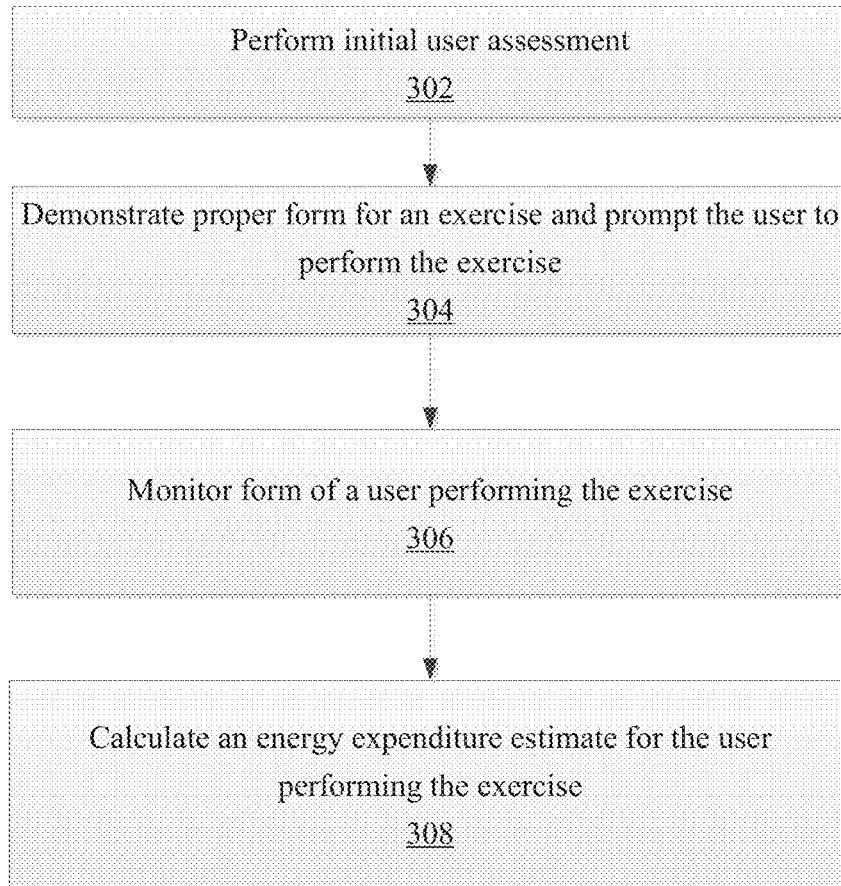 Perform initial user assessment
302
Demonstrate proper form for an exercise and prompt the user to
perform the exercise
304
Monitor form of a user performing the exercise
306
Calculate an energy expenditure estimate for the user
performing the exercise
308